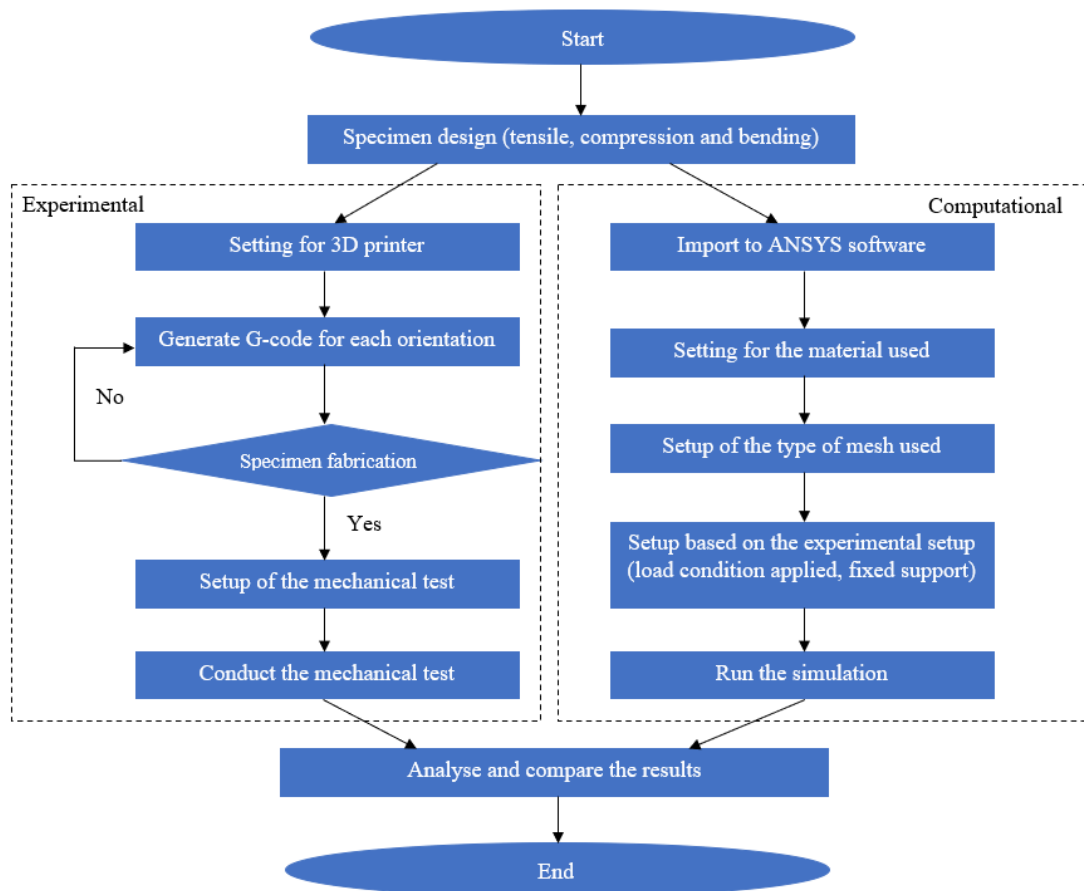 Start
Specimen design (tensile, compression and bending)
Experimental
Setting for 3D printer
Generate G-code for each orientation
No
Specimen fabrication
Yes
Setup of the mechanical test
Conduct the mechanical test
Computational
Import to ANSYS software
Setting for the material used
Setup of the type of mesh used
Setup based on the experimental setup
(load condition applied, fixed support)
Run the simulation
Analyse and compare the results
End